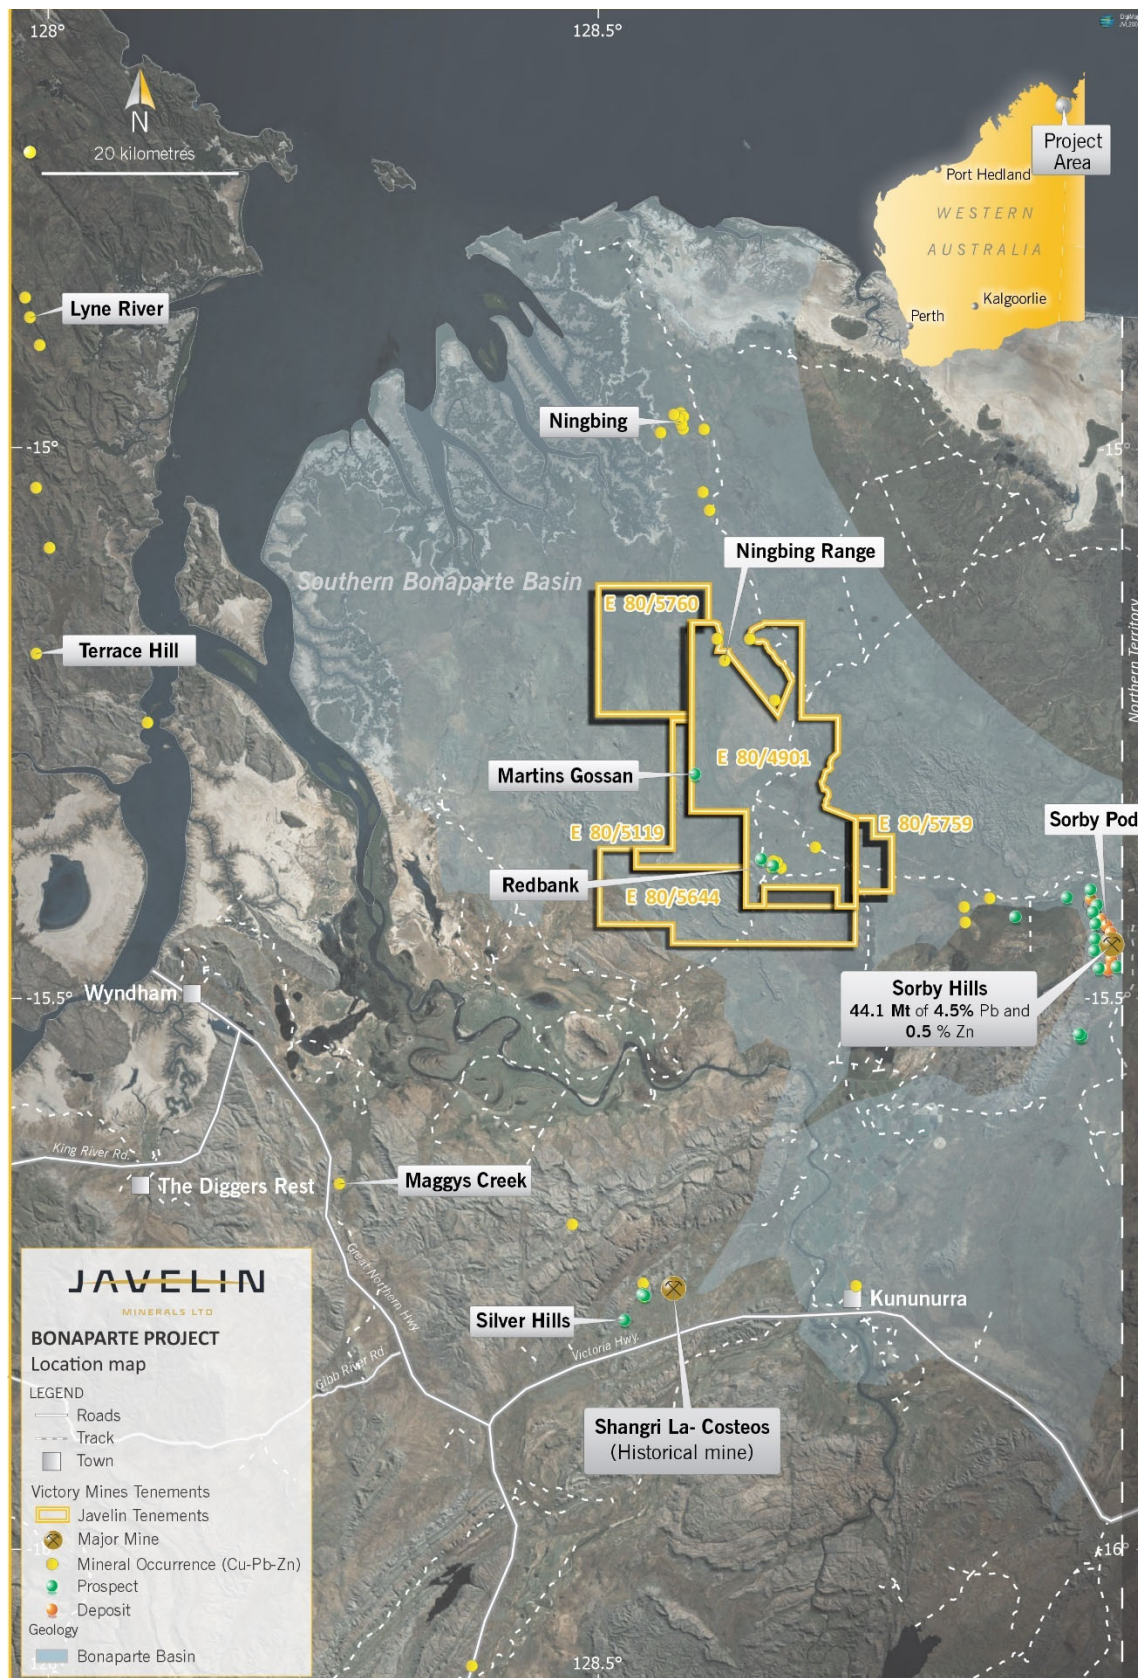 128°
128.5°
N
20 kilometres
Project
Area
Port Hedland
WESTERN
AUSTRALIA
Kalgoorlie
Perth
Lyne River
Ningbing
-15°
-15°
Ningbing Range
Southern Bonaparte Basin
E 80/5760
Terrace Hill
Northern Territory
E 80/4901
Martins Gossan
Sorby Pod
E 80/5119
E 80/5759
Redbank
E 80/5644
Sorby Hills
44.1 Mt of 4.5% Pb and
0.5 % Zn
Wyndham
-15.5°
-15.5°
King River Rd.
The Diggers Rest
Maggys Creek
Great Northern Hwy
Kununurra
Silver Hills
Victoria Hwy.
Gibb River Rd
Shangri La- Costeos
(Historical mine)
JAVELIN
MINERALS LTD
BONAPARTE PROJECT
Location map
LEGEND
Roads
Track
Town
Victory Mines Tenements
Javelin Tenements
Major Mine
Mineral Occurrence (Cu-Pb-Zn)
Prospect
Deposit
Geology
Bonaparte Basin
-16°
128.5°